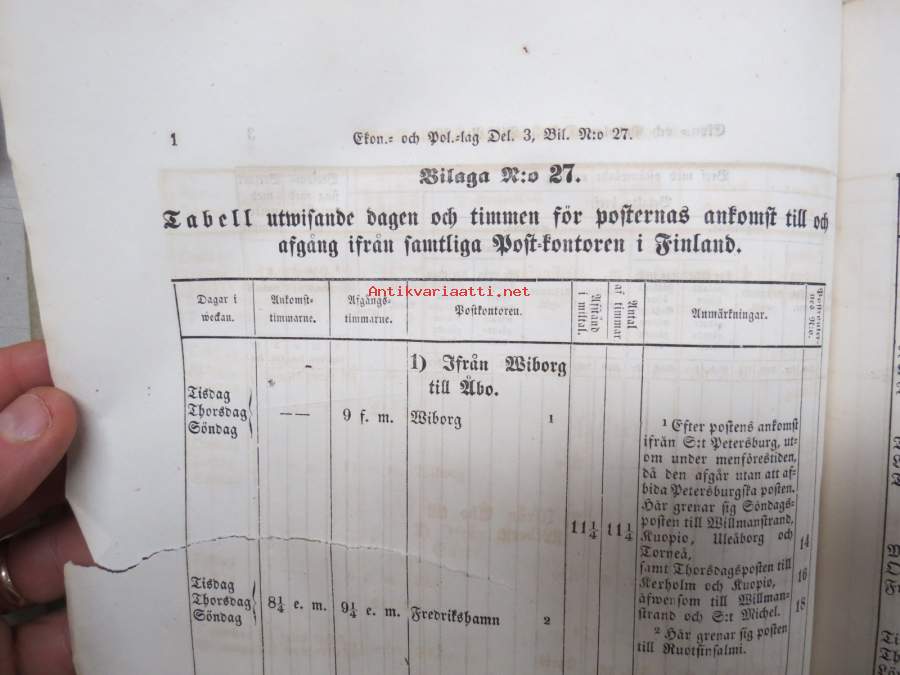 1
Ekon.- och Pol.-lag Del. 3, Bil. N:o 27.
Bilaga N:o 27.
Tabell utwisande dagen och timmen för posternas ankomst till och
afgång ifrån samtliga Post-kontoren i Finland.
Antikvariaatti.net
Dagar i
weckan.
Ankomst-
timmarne.
Afgångs-
timmarne.
Postkontoren.
Afstånd
i miltal.
Antal
af timmar
Anmärkningar.
1) Ifrån Wiborg
till Åbo.
Tisdag
Thorsdag
Söndag
——
9 f. m.
Wiborg 1
11¼
11¼
1 Efter postens ankomst
ifrån S:t Petersburg, ut-
om under menförestiden,
då den afgår utan att af-
bida Petersburgska posten.
Här grenar sig Söndags-
posten till Willmanstrand,
Kuopio, Uleåborg och
Torneå, 14
samt Thorsdagsposten till
Kexholm och Kuopio, 16
äfwensom till Willman-
strand och S:t Michel. 18
2 Här grenar sig posten
till Ruotsinsalmi.
Tisdag
Thorsdag
Söndag
8¼ e. m.
9¼ e. m.
Fredrikshamn 2